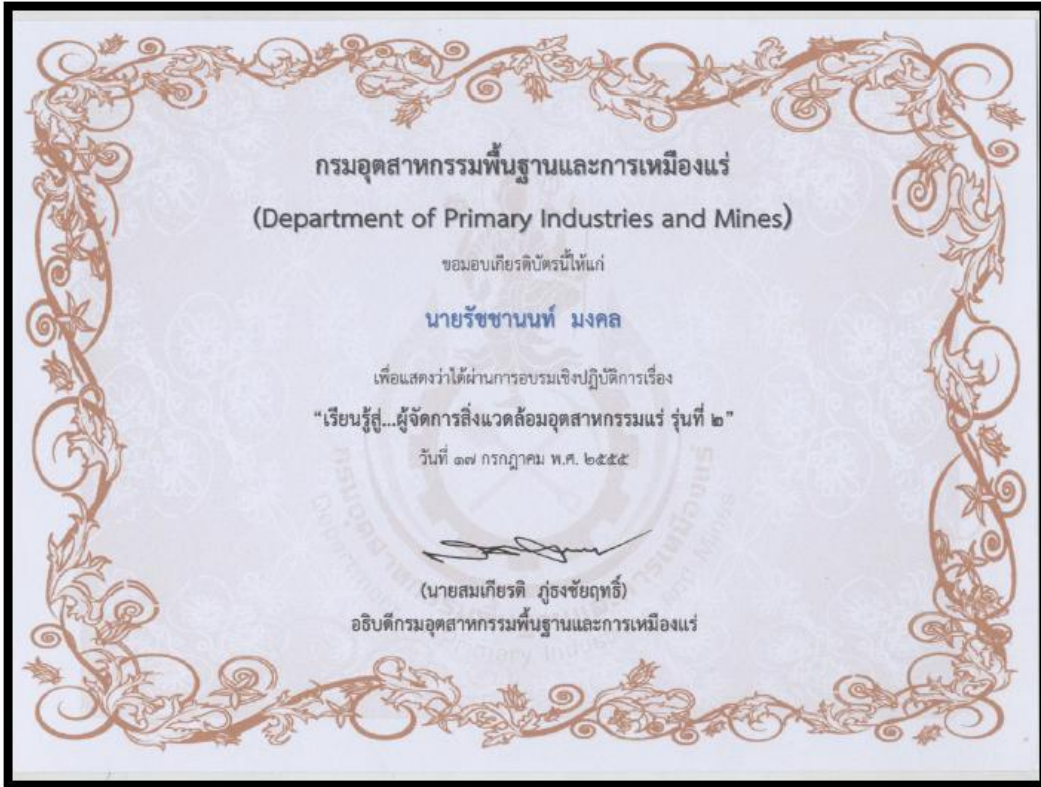 กรมอุตสาหกรรมพื้นฐานและการเหมืองแร่
(Department of Primary Industries and Mines)
ขอมอบเกียรติบัตรนี้ให้แก่
นายรัชชานนท์ มงคล
เพื่อแสดงว่าได้ผ่านการอบรมเชิงปฏิบัติการเรื่อง
“เรียนรู้สู่...ผู้จัดการสิ่งแวดล้อมอุตสาหกรรมแร่ รุ่นที่ ๒”
วันที่ ๑๗ กรกฎาคม พ.ศ. ๒๕๕๕
(นายสมเกียรติ ภู่ธงชัยฤทธิ์)
อธิบดีกรมอุตสาหกรรมพื้นฐานและการเหมืองแร่